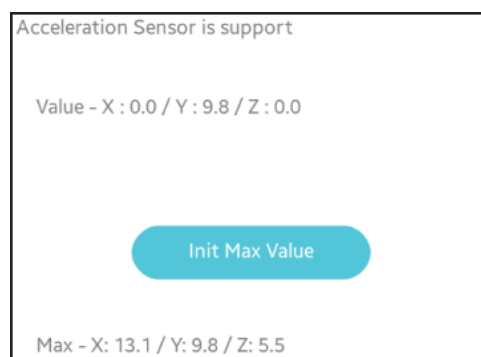 Acceleration Sensor is support
Value - X : 0.0 / Y : 9.8 / Z : 0.0
Init Max Value
Max - X: 13.1 / Y: 9.8 / Z: 5.5